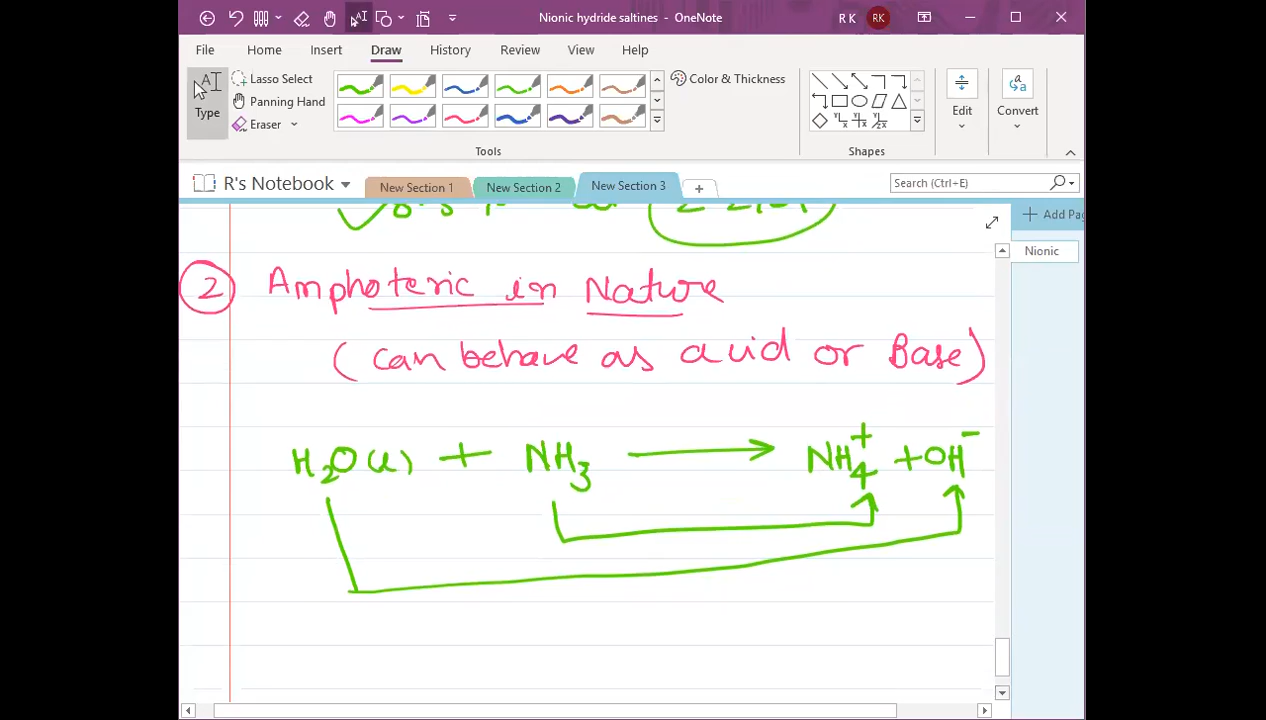 Nionic hydride saltines - OneNote
R K RK
File Home Insert Draw History Review View Help
Type
Lasso Select
Panning Hand
Eraser
Color & Thickness
Edit
Convert
Tools
Shapes
R's Notebook
New Section 1
New Section 2
New Section 3
Search (Ctrl+E)
Add Pag
Nionic
2 Amphoteric in Nature
(can behave as acid or Base)
H₂O(l) + NH₃ ⟶ NH₄⁺ + OH⁻